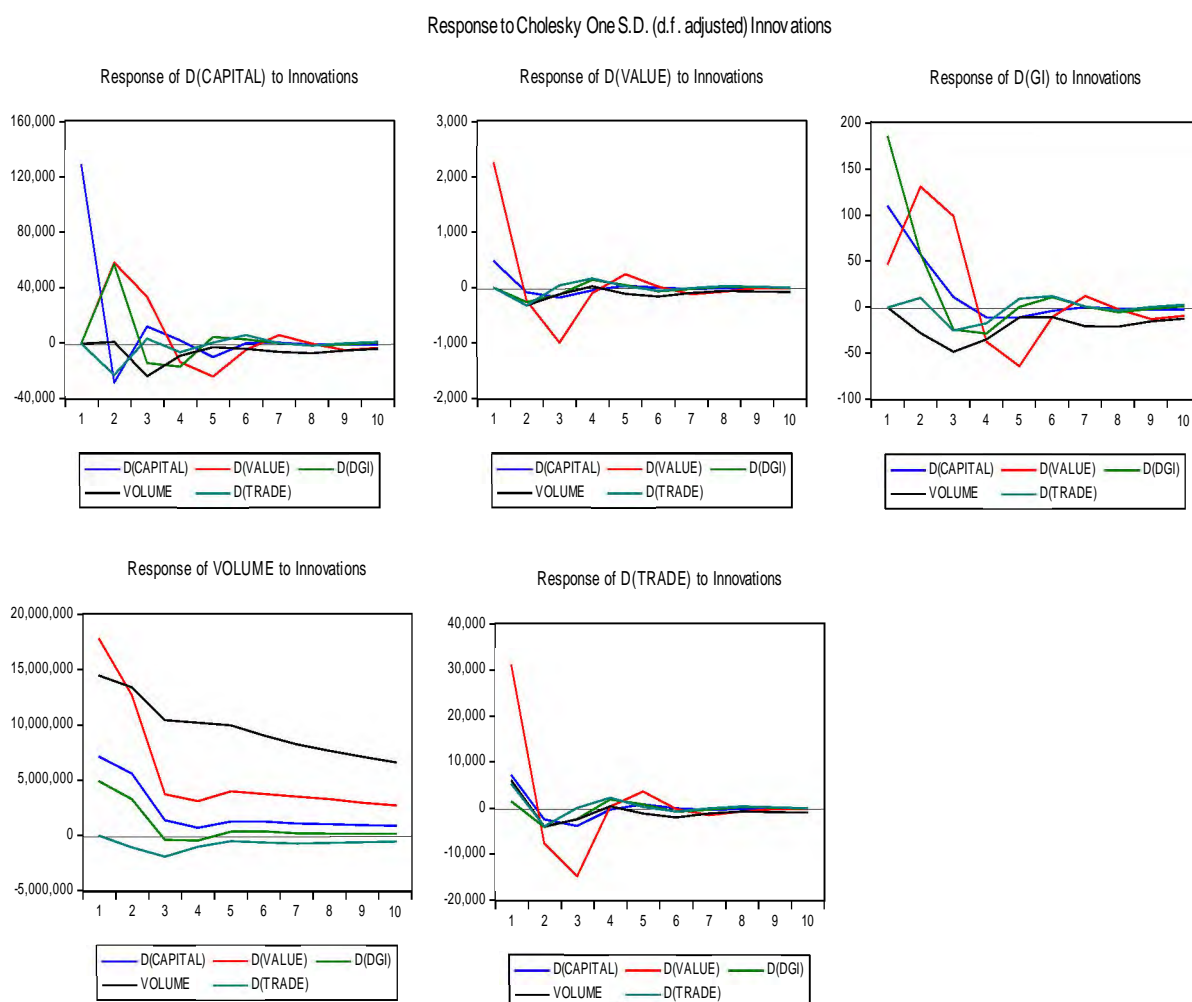 Response to Cholesky One S.D. (d.f. adjusted) Innovations
Response of D(CAPITAL) to Innovations
160,000
120,000
80,000
40,000
0
-40,000
1 2 3 4 5 6 7 8 9 10
D(CAPITAL) D(VALUE) D(DGI)
VOLUME D(TRADE)
Response of D(VALUE) to Innovations
3,000
2,000
1,000
0
-1,000
-2,000
1 2 3 4 5 6 7 8 9 10
D(CAPITAL) D(VALUE) D(DGI)
VOLUME D(TRADE)
Response of D(GI) to Innovations
200
150
100
50
0
-50
-100
1 2 3 4 5 6 7 8 9 10
D(CAPITAL) D(VALUE) D(DGI)
VOLUME D(TRADE)
Response of VOLUME to Innovations
20,000,000
15,000,000
10,000,000
5,000,000
0
-5,000,000
1 2 3 4 5 6 7 8 9 10
D(CAPITAL) D(VALUE) D(DGI)
VOLUME D(TRADE)
Response of D(TRADE) to Innovations
40,000
30,000
20,000
10,000
0
-10,000
-20,000
1 2 3 4 5 6 7 8 9 10
D(CAPITAL) D(VALUE) D(DGI)
VOLUME D(TRADE)